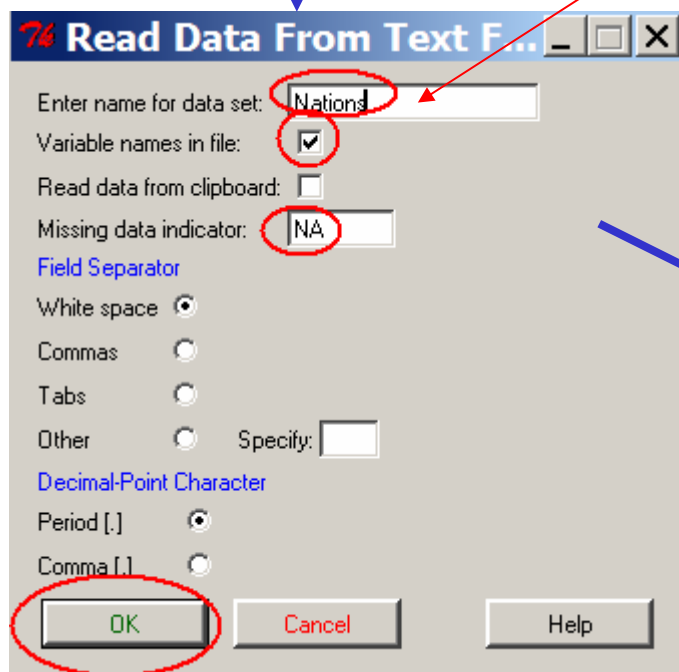 Read Data From Text F...
Enter name for data set: Nations
Variable names in file:
Read data from clipboard:
Missing data indicator: NA
Field Separator
White space
Commas
Tabs
Other Specify:
Decimal-Point Character
Period [.]
Comma [,]
OK Cancel Help